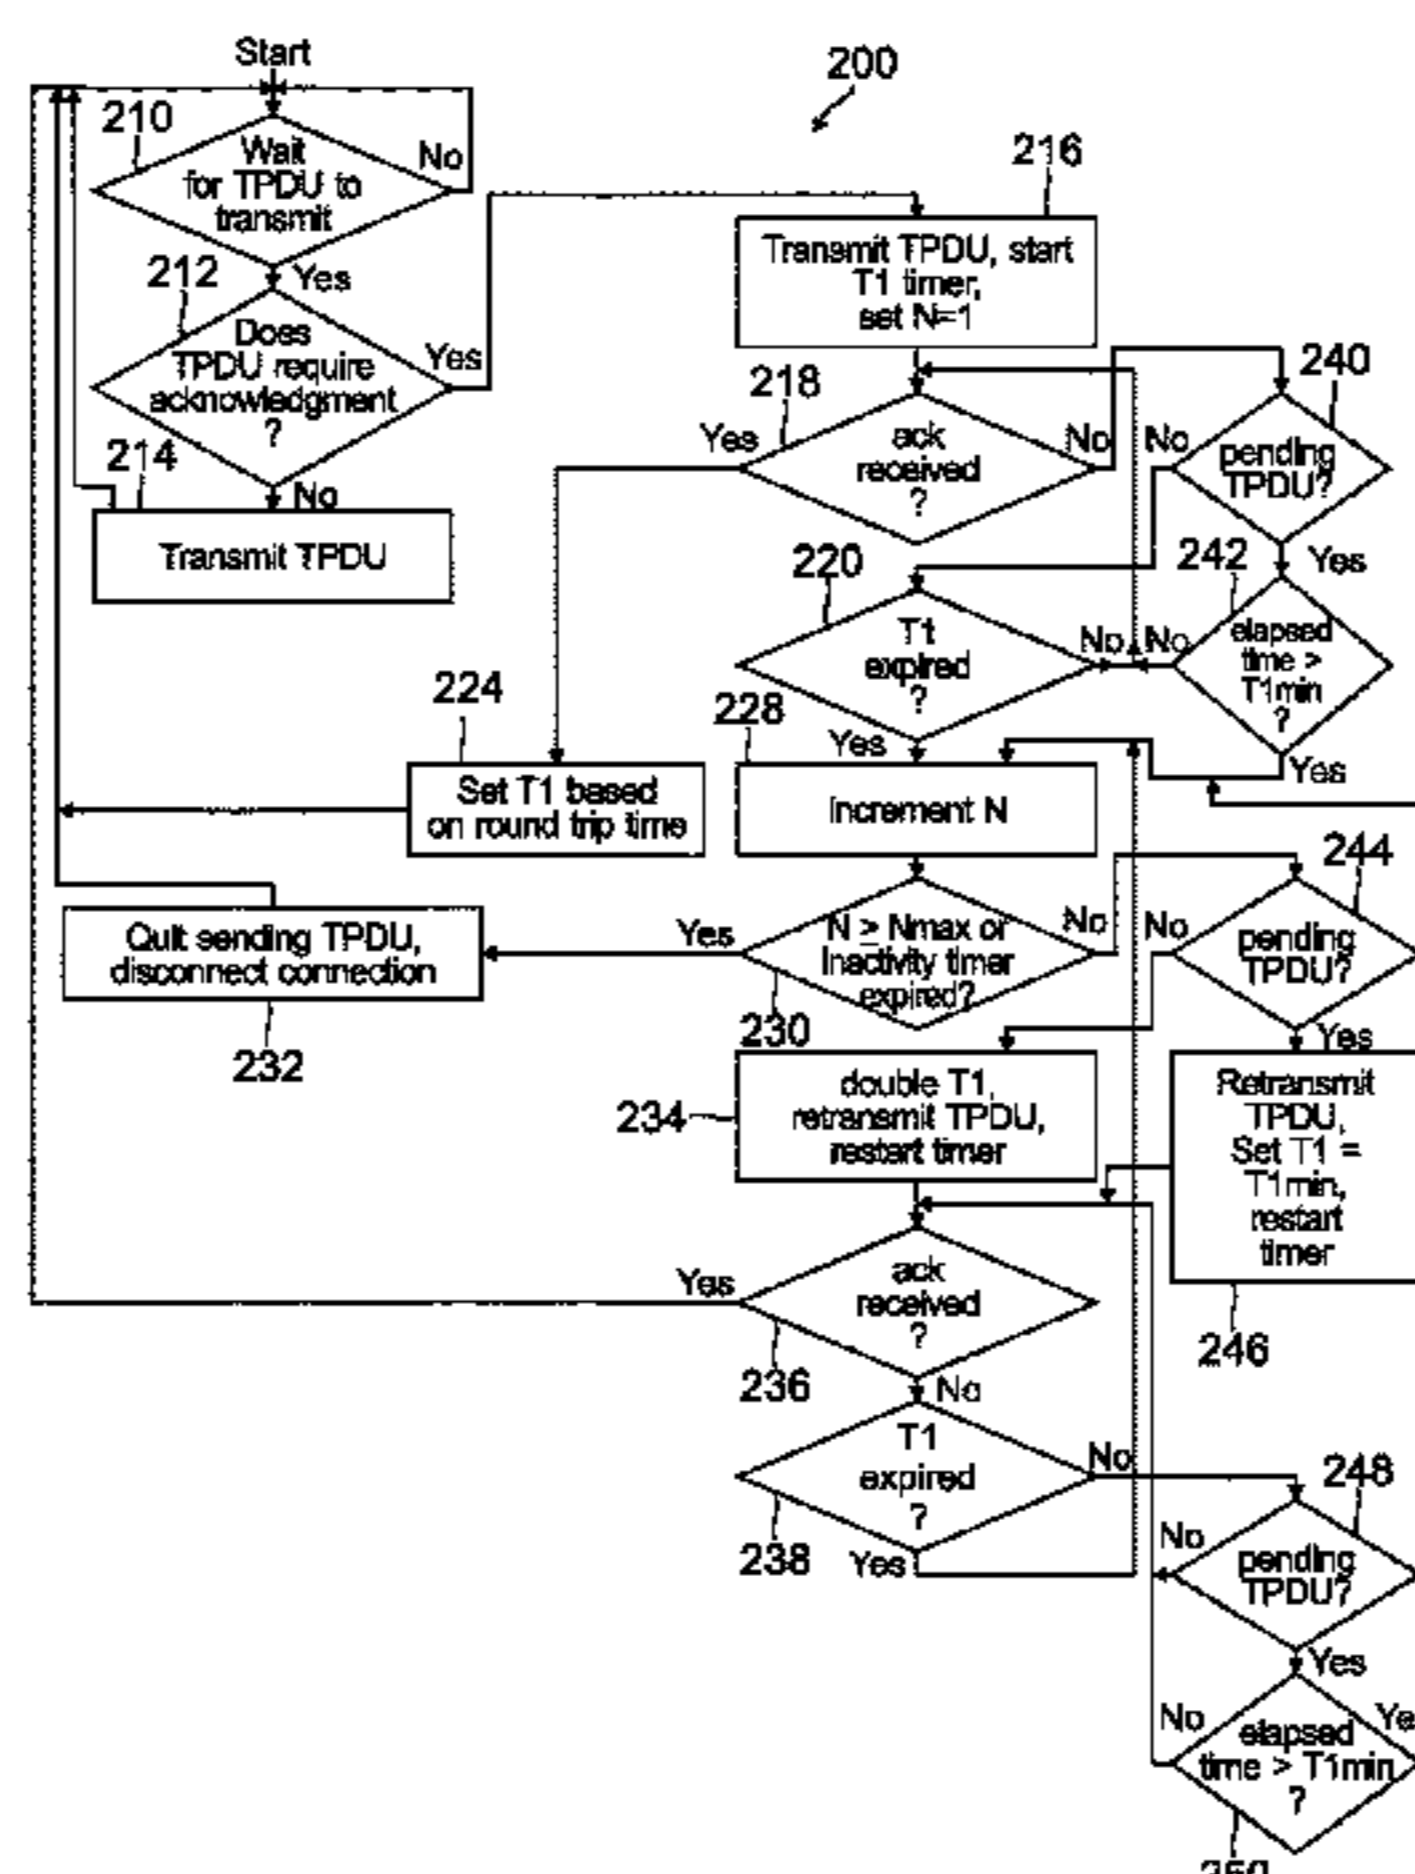 Start
200
210
Wait
for TPDU to
transmit
No
Yes
212
Does
TPDU require
acknowledgment
?
Yes
No
214
Transmit TPDU
216
Transmit TPDU, start
T1 timer,
set N=1
218
ack
received
?
Yes
No
240
pending
TPDU?
No
Yes
220
T1
expired
?
No
Yes
242
elapsed
time >
T1min
?
No
Yes
224
Set T1 based
on round trip time
228
Increment N
230
N ≥ Nmax or
Inactivity timer
expired?
Yes
No
232
Quit sending TPDU,
disconnect connection
244
pending
TPDU?
No
Yes
234
double T1,
retransmit TPDU,
restart timer
246
Retransmit
TPDU,
Set T1 =
T1min,
restart
timer
236
ack
received
?
Yes
No
238
T1
expired
?
No
Yes
248
pending
TPDU?
No
Yes
elapsed
time > T1min
?
No